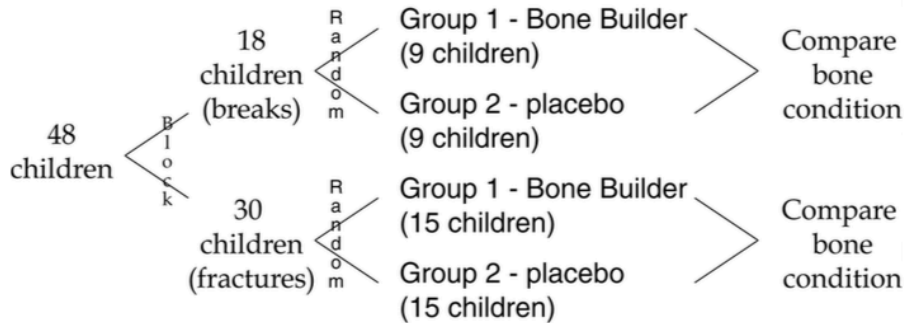 48
children
Block
18
children
(breaks)
Random
Group 1 - Bone Builder
(9 children)
Group 2 - placebo
(9 children)
Compare
bone
condition
30
children
(fractures)
Random
Group 1 - Bone Builder
(15 children)
Group 2 - placebo
(15 children)
Compare
bone
condition